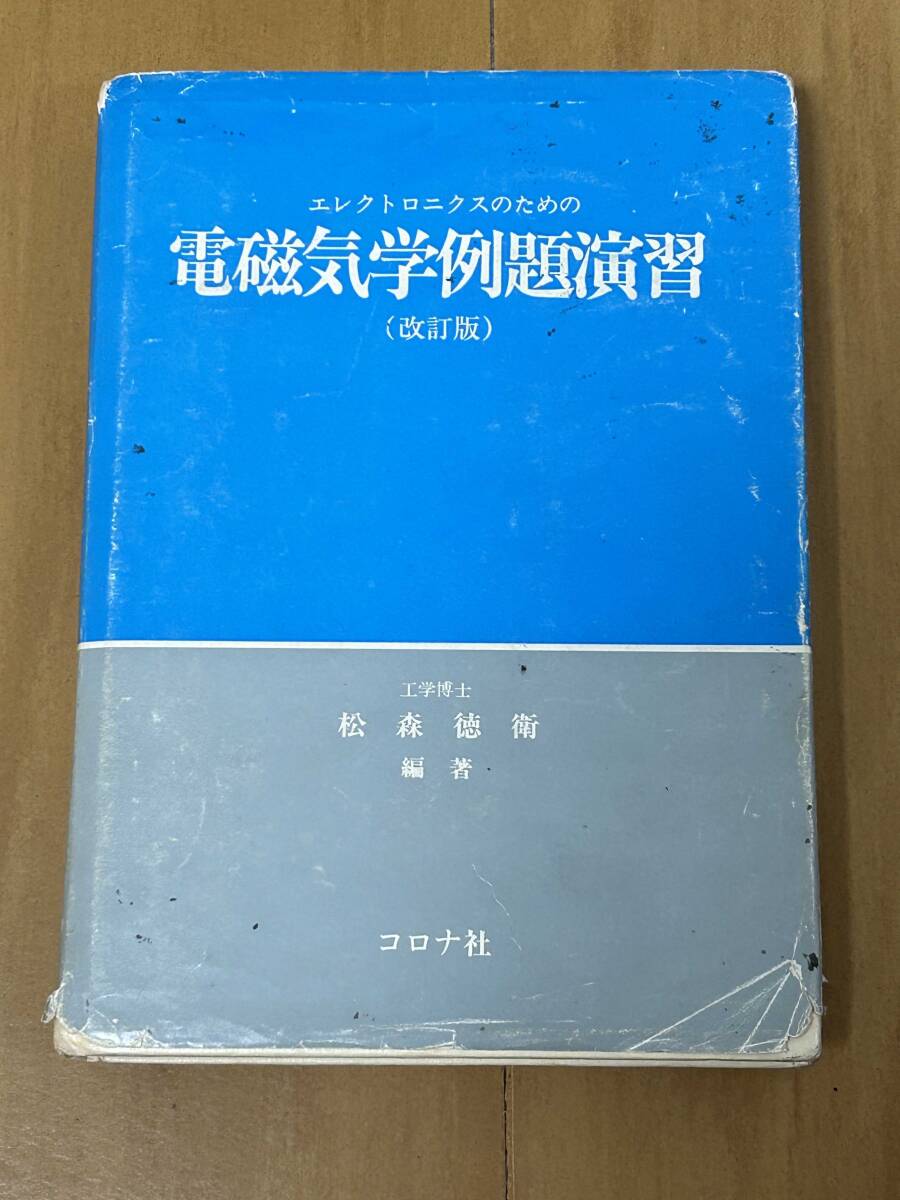 エレクトロニクスのための
電磁気学例題演習
(改訂版)
工学博士
松森徳衛
編著
コロナ社